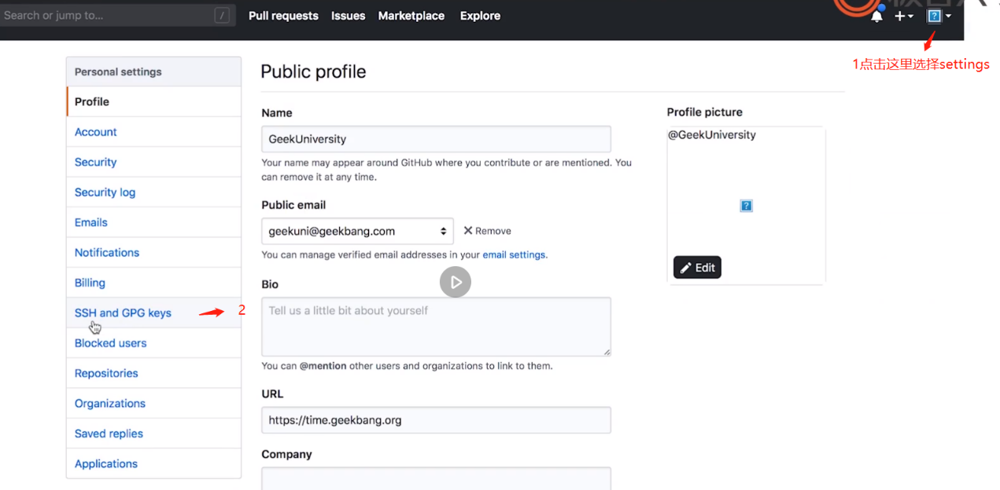 Search or jump to...
/
Pull requests
Issues
Marketplace
Explore
1点击这里选择settings
Personal settings
Profile
Account
Security
Security log
Emails
Notifications
Billing
SSH and GPG keys
2
Blocked users
Repositories
Organizations
Saved replies
Applications
Public profile
Name
GeekUniversity
Your name may appear around GitHub where you contribute or are mentioned. You
can remove it at any time.
Public email
geekuni@geekbang.com
Remove
You can manage verified email addresses in your email settings.
Bio
Tell us a little bit about yourself
You can @mention other users and organizations to link to them.
URL
https://time.geekbang.org
Company
Profile picture
@GeekUniversity
?
Edit